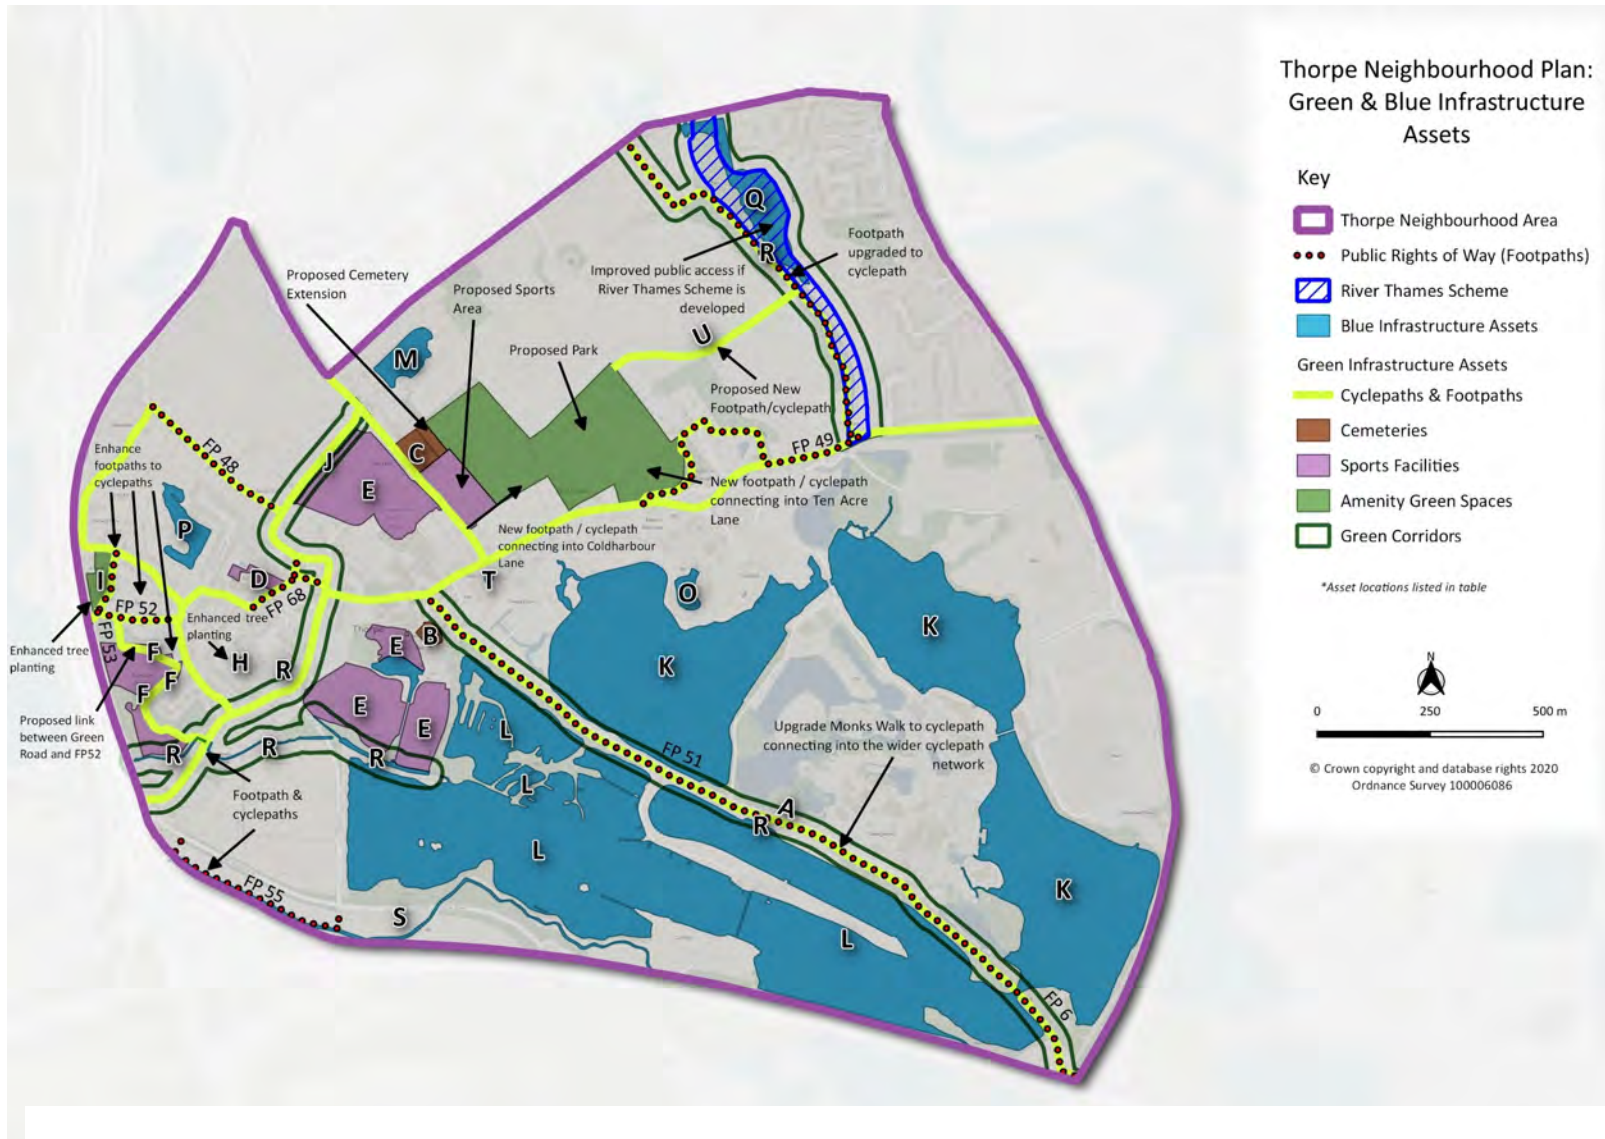 Thorpe Neighbourhood Plan:
Green & Blue Infrastructure
Assets
Key
Thorpe Neighbourhood Area
Public Rights of Way (Footpaths)
River Thames Scheme
Blue Infrastructure Assets
Green Infrastructure Assets
Cyclepaths & Footpaths
Cemeteries
Sports Facilities
Amenity Green Spaces
Green Corridors
*Asset locations listed in table
N
0 250 500 m
© Crown copyright and database rights 2020
Ordnance Survey 100006086
Q
R
Footpath
upgraded to
cyclepath
Improved public access if
River Thames Scheme is
developed
Proposed Cemetery
Extension
Proposed Sports
Area
Proposed Park
U
M
Proposed New
Footpath/cyclepath
FP 49
Enhance
footpaths to
cyclepaths
FP 48
J
E
C
New footpath / cyclepath
connecting into Ten Acre
Lane
New footpath / cyclepath
connecting into Coldharbour
Lane
P
I
D
T
O
K
K
FP 52
FP 68
Enhanced tree
planting
FP 53
Enhanced tree
planting
F
F
F
H
R
E
B
E
E
L
Proposed link
between Green
Road and FP52
R
R
R
Upgrade Monks Walk to cyclepath
connecting into the wider cyclepath
network
FP 51
L
A
R
Footpath &
cyclepaths
L
FP 55
S
L
K
FP 6